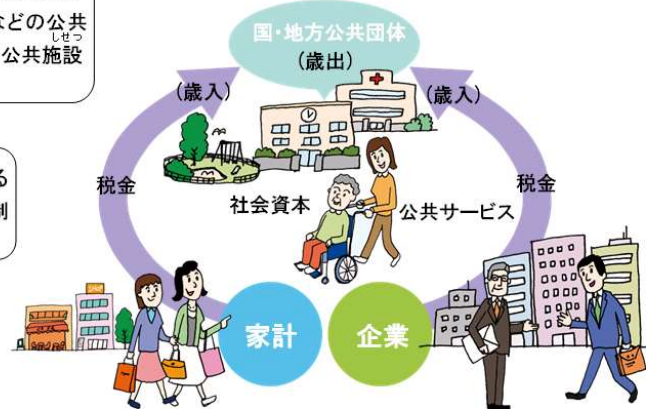 などの公共
しせつ
公共施設
国・地方公共団体
(歳出)
(歳入)
(歳入)
税金
税金
社会資本
公共サービス
る
制
家計
企業